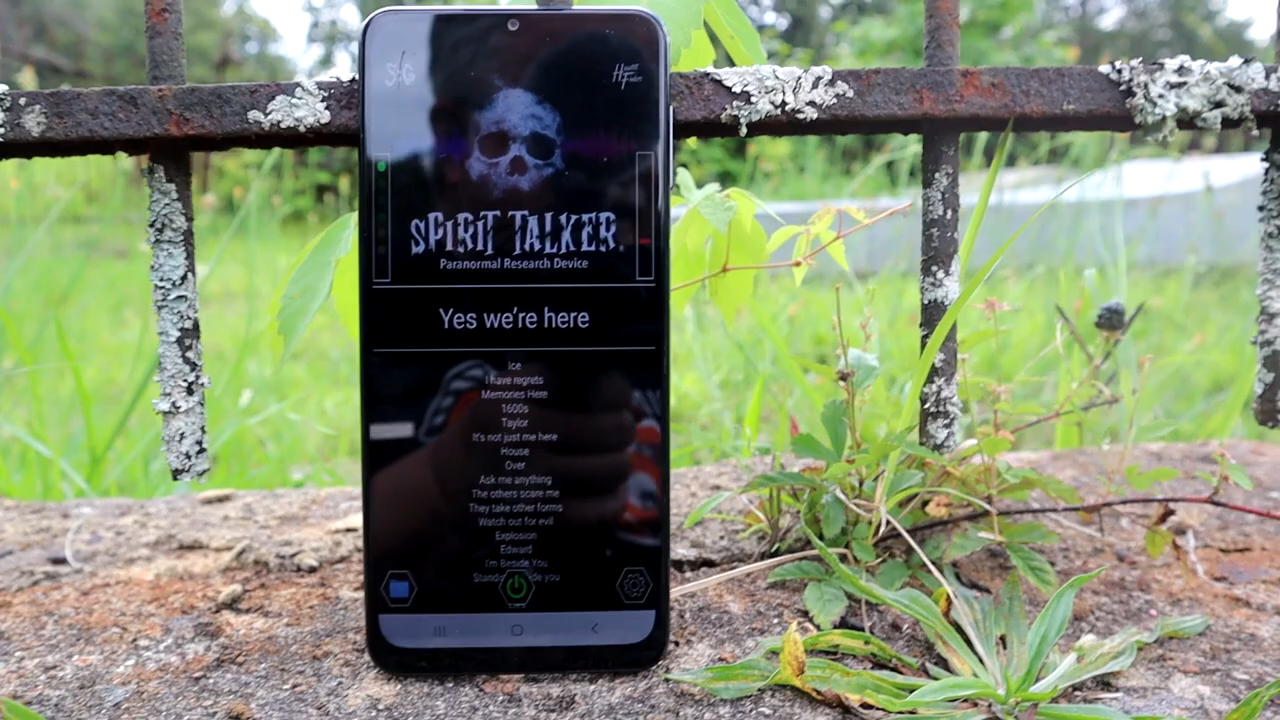 SPIRIT TALKER.
Paranormal Research Device
Yes we're here
Ice
I have regrets
Memories Here
1600s
Taylor
It's not just me here
House
Over
Ask me anything
The others scare me
They take other forms
Watch out for evil
Explosion
Edward
I'm Beside You